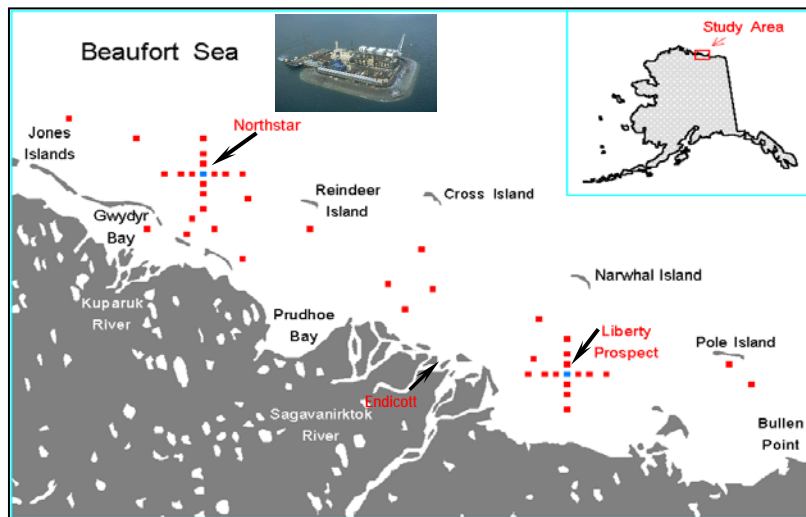 Beaufort Sea
Study Area
Northstar
Jones
Islands
Reindeer
Island
Cross Island
Gwydyr
Bay
Narwhal Island
Kuparuk
River
Prudhoe
Bay
Liberty
Prospect
Pole Island
Endicott
Sagavanirktok
River
Bullen
Point